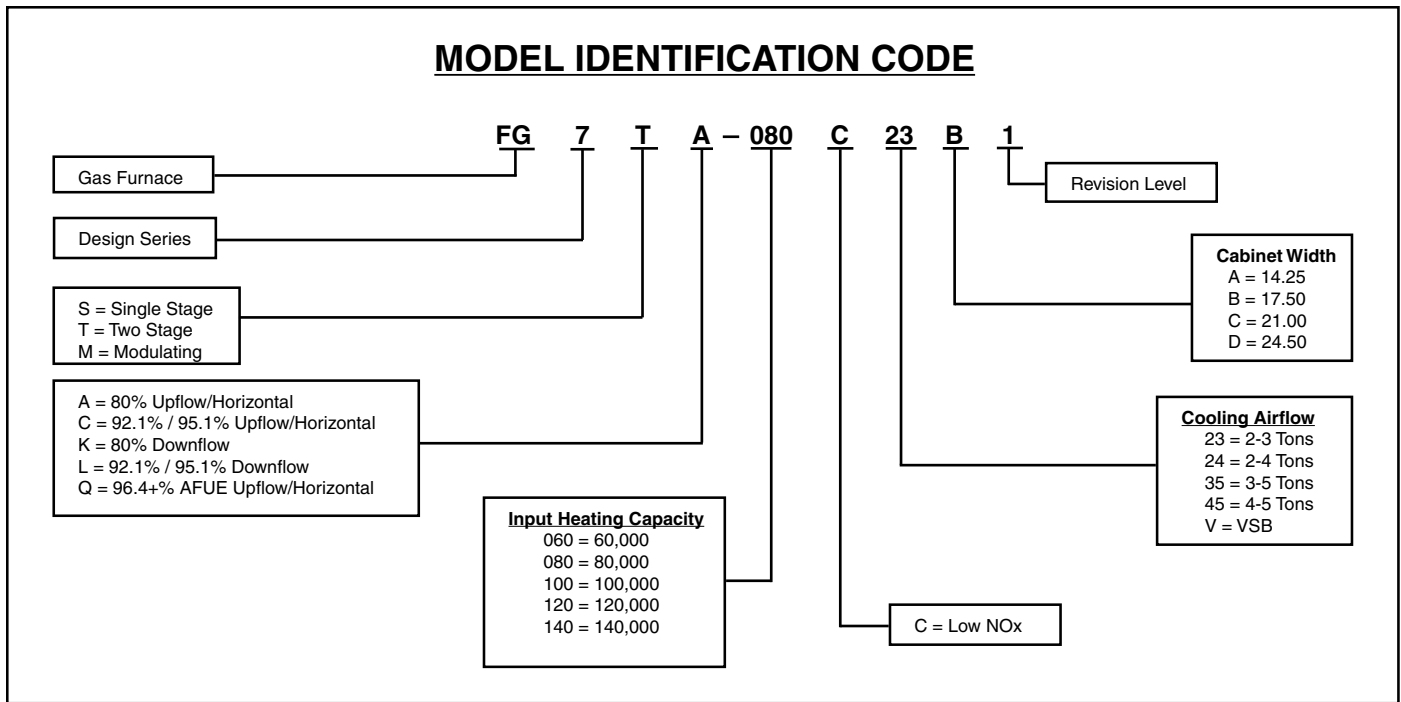 MODEL IDENTIFICATION CODE
FG 7 T A – 080 C 23 B 1
Gas Furnace
Revision Level
Design Series
S = Single Stage
T = Two Stage
M = Modulating
A = 80% Upflow/Horizontal
C = 92.1% / 95.1% Upflow/Horizontal
K = 80% Downflow
L = 92.1% / 95.1% Downflow
Q = 96.4+% AFUE Upflow/Horizontal
Input Heating Capacity
060 = 60,000
080 = 80,000
100 = 100,000
120 = 120,000
140 = 140,000
C = Low NOx
Cooling Airflow
23 = 2-3 Tons
24 = 2-4 Tons
35 = 3-5 Tons
45 = 4-5 Tons
V = VSB
Cabinet Width
A = 14.25
B = 17.50
C = 21.00
D = 24.50